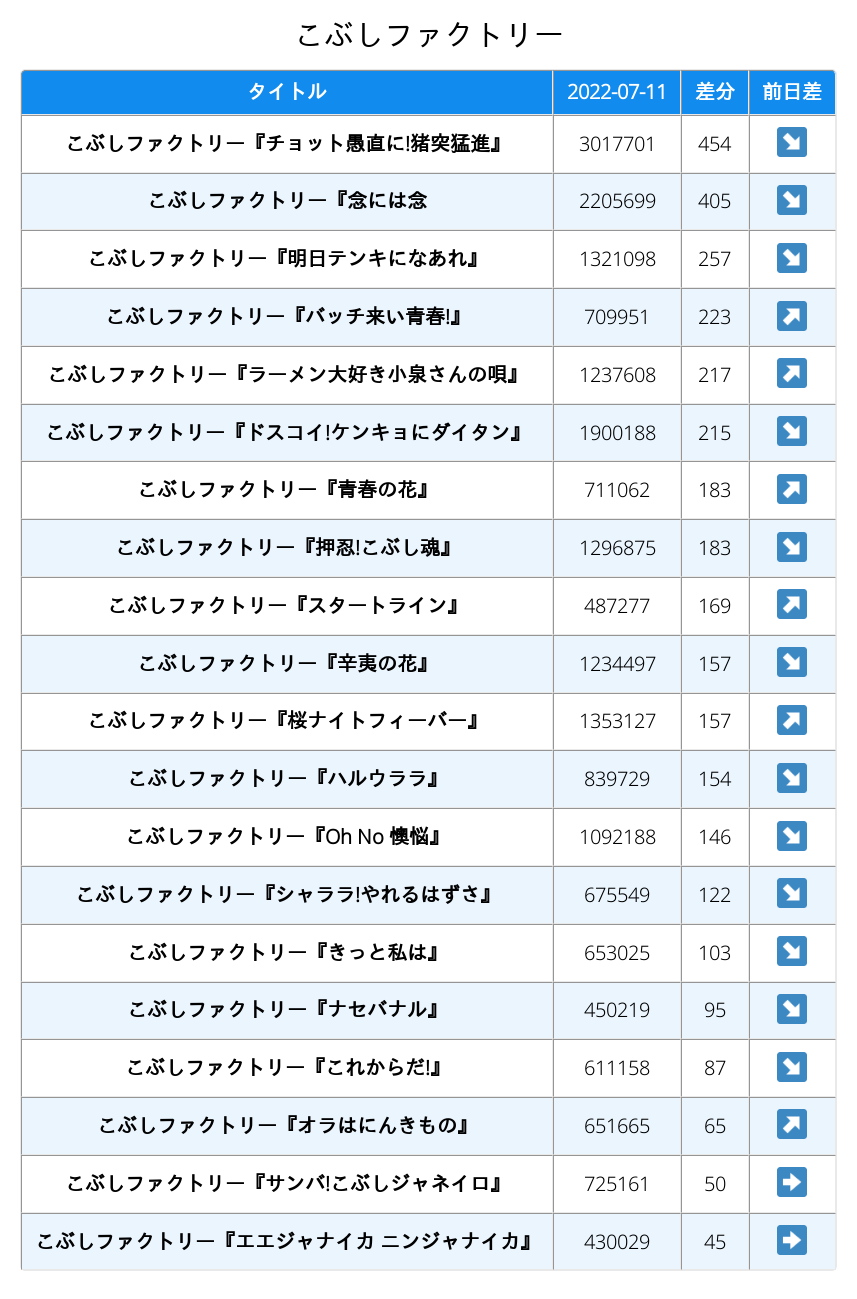 こぶしファクトリー
タイトル 2022-07-11 差分 前日差
こぶしファクトリー『チョット愚直に!猪突猛進』 3017701 454 ↘
こぶしファクトリー『念には念 2205699 405 ↘
こぶしファクトリー『明日テンキになあれ』 1321098 257 ↘
こぶしファクトリー『バッチ来い青春!』 709951 223 ↗
こぶしファクトリー『ラーメン大好き小泉さんの唄』 1237608 217 ↗
こぶしファクトリー『ドスコイ!ケンキョにダイタン』 1900188 215 ↘
こぶしファクトリー『青春の花』 711062 183 ↗
こぶしファクトリー『押忍!こぶし魂』 1296875 183 ↘
こぶしファクトリー『スタートライン』 487277 169 ↗
こぶしファクトリー『辛夷の花』 1234497 157 ↘
こぶしファクトリー『桜ナイトフィーバー』 1353127 157 ↗
こぶしファクトリー『ハルウララ』 839729 154 ↘
こぶしファクトリー『Oh No 懊悩』 1092188 146 ↘
こぶしファクトリー『シャララ!やれるはずさ』 675549 122 ↘
こぶしファクトリー『きっと私は』 653025 103 ↘
こぶしファクトリー『ナセバナル』 450219 95 ↘
こぶしファクトリー『これからだ!』 611158 87 ↘
こぶしファクトリー『オラはにんきもの』 651665 65 ↗
こぶしファクトリー『サンバ!こぶしジャネイロ』 725161 50 ➡
こぶしファクトリー『エエジャナイカ ニンジャナイカ』 430029 45 ➡